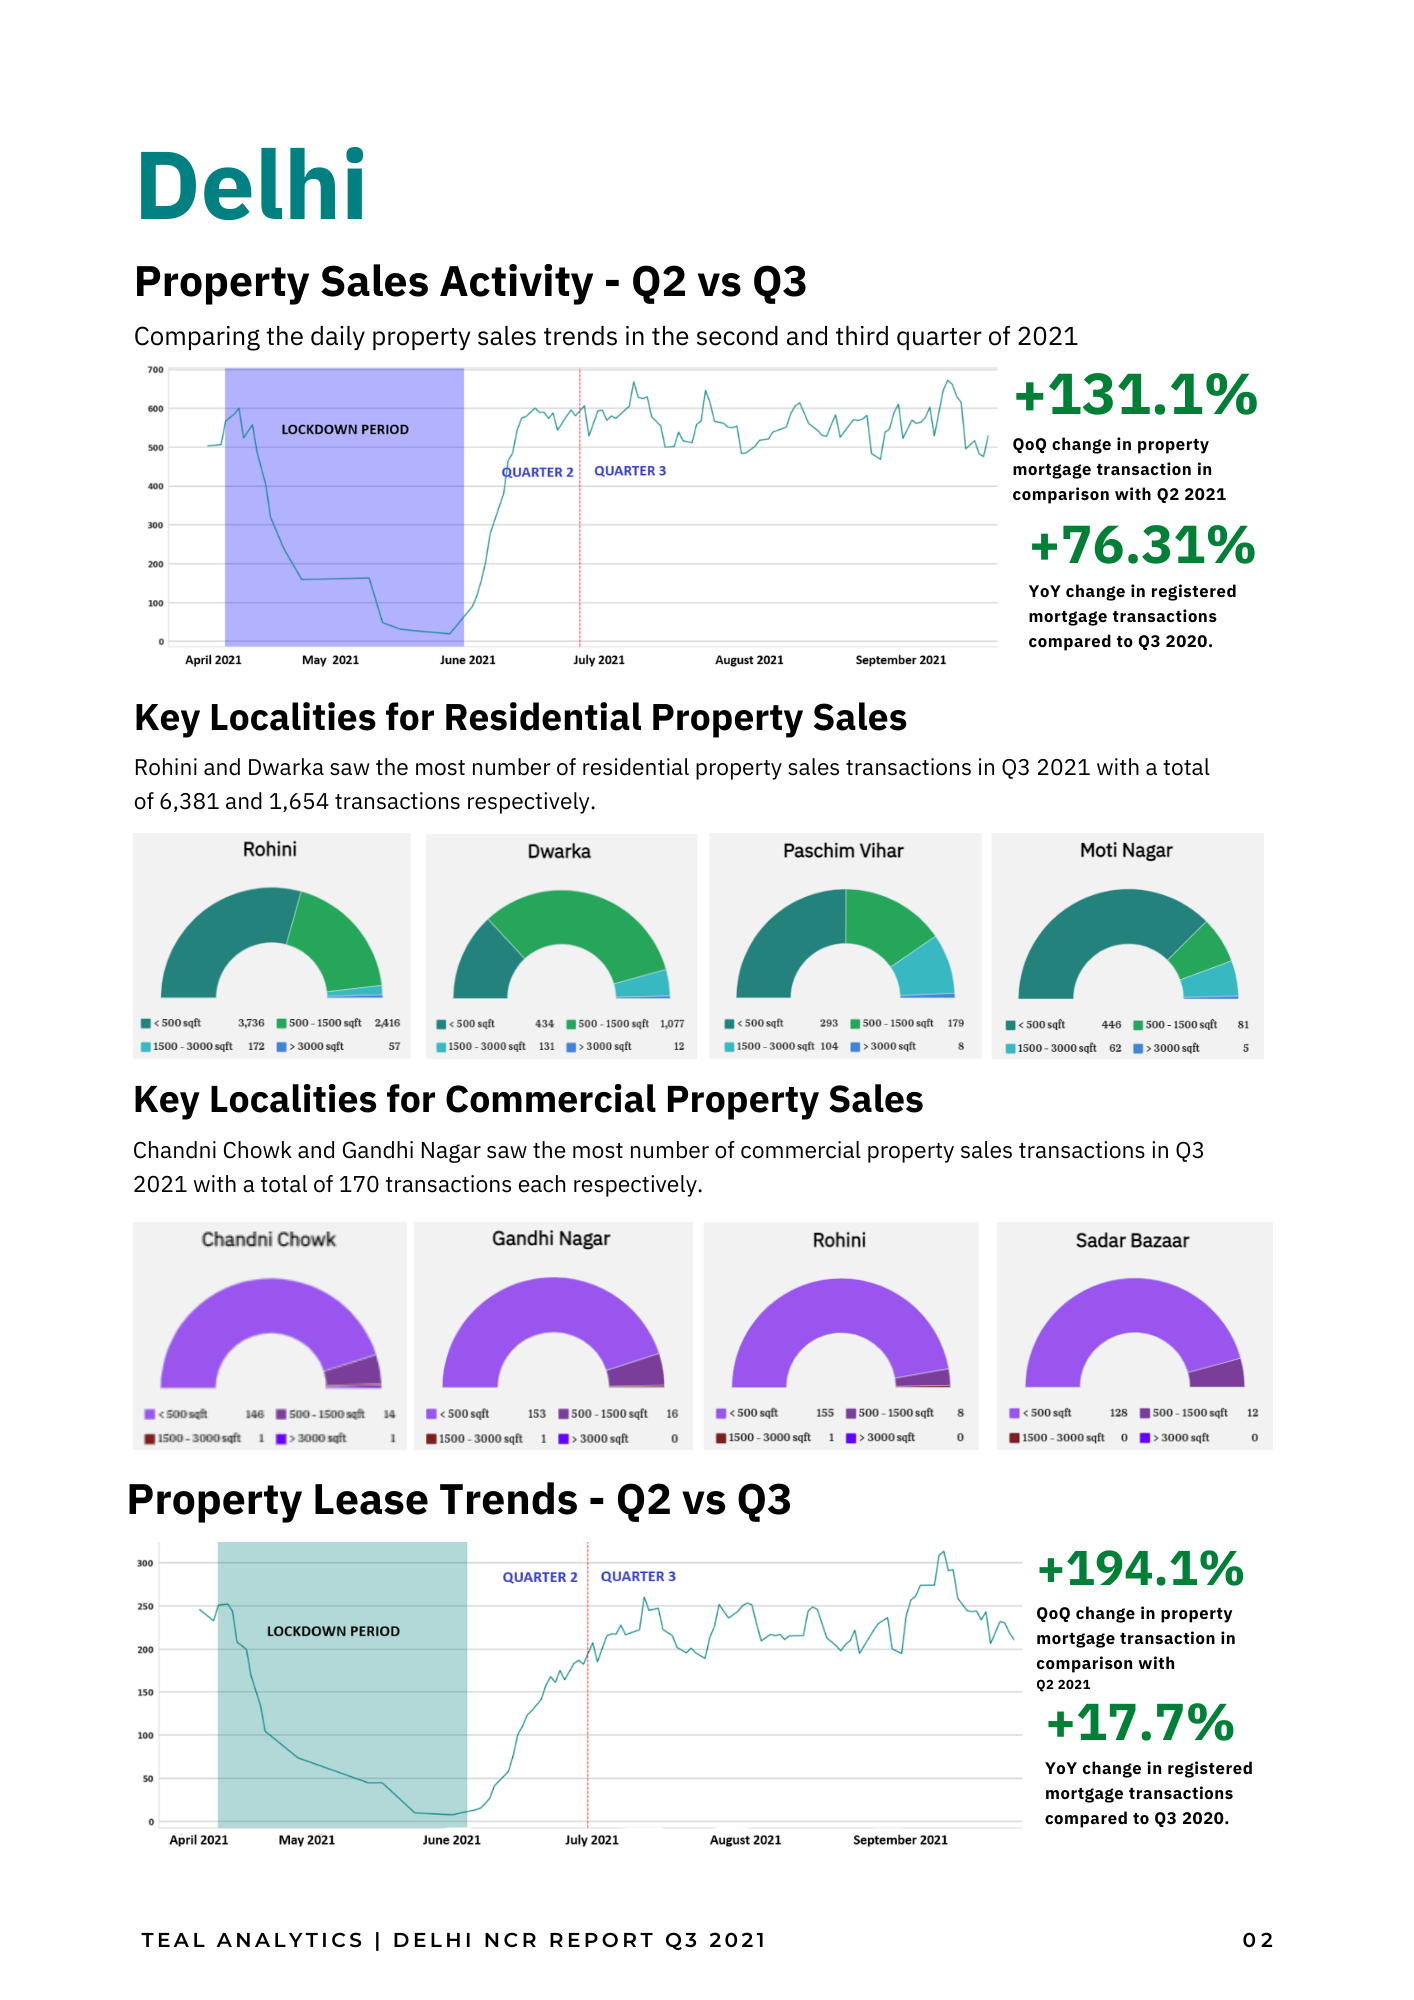 Delhi
Property Sales Activity - Q2 vs Q3
Comparing the daily property sales trends in the second and third quarter of 2021
700
600
500
400
300
200
100
0
LOCKDOWN PERIOD
QUARTER 2
QUARTER 3
April 2021
May 2021
June 2021
July 2021
August 2021
September 2021
+131.1%
QoQ change in property
mortgage transaction in
comparison with Q2 2021
+76.31%
YoY change in registered
mortgage transactions
compared to Q3 2020.
Key Localities for Residential Property Sales
Rohini and Dwarka saw the most number of residential property sales transactions in Q3 2021 with a total
of 6,381 and 1,654 transactions respectively.
Rohini
< 500 sqft 3,736 500 - 1500 sqft 2,416
1500 - 3000 sqft 172 > 3000 sqft 57
Dwarka
< 500 sqft 434 500 - 1500 sqft 1,077
1500 - 3000 sqft 131 > 3000 sqft 12
Paschim Vihar
< 500 sqft 293 500 - 1500 sqft 179
1500 - 3000 sqft 104 > 3000 sqft 8
Moti Nagar
< 500 sqft 446 500 - 1500 sqft 81
1500 - 3000 sqft 62 > 3000 sqft 5
Key Localities for Commercial Property Sales
Chandni Chowk and Gandhi Nagar saw the most number of commercial property sales transactions in Q3
2021 with a total of 170 transactions each respectively.
Chandni Chowk
< 500 sqft 146 500 - 1500 sqft 14
1500 - 3000 sqft 1 > 3000 sqft 1
Gandhi Nagar
< 500 sqft 153 500 - 1500 sqft 16
1500 - 3000 sqft 1 > 3000 sqft 0
Rohini
< 500 sqft 155 500 - 1500 sqft 8
1500 - 3000 sqft 1 > 3000 sqft 0
Sadar Bazaar
< 500 sqft 128 500 - 1500 sqft 12
1500 - 3000 sqft 0 > 3000 sqft 0
Property Lease Trends - Q2 vs Q3
300
250
200
150
100
50
0
LOCKDOWN PERIOD
QUARTER 2
QUARTER 3
April 2021
May 2021
June 2021
July 2021
August 2021
September 2021
+194.1%
QoQ change in property
mortgage transaction in
comparison with
Q2 2021
+17.7%
YoY change in registered
mortgage transactions
compared to Q3 2020.
TEAL ANALYTICS | DELHI NCR REPORT Q3 2021
02